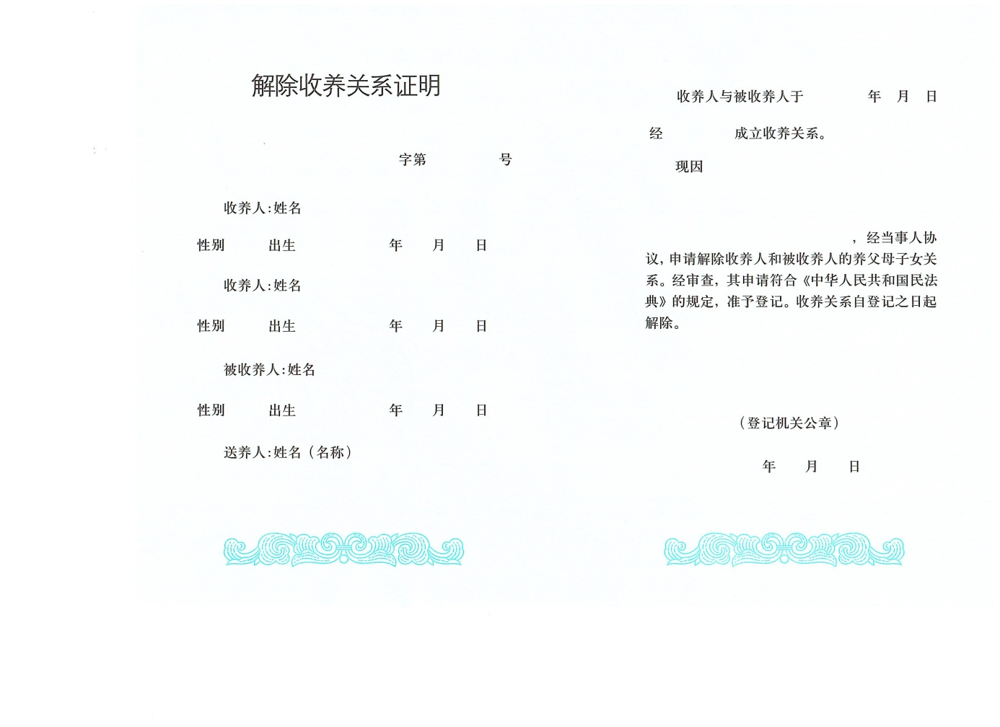 解除收养关系证明
字第 号
收养人:姓名
性别 出生 年 月 日
收养人:姓名
性别 出生 年 月 日
被收养人:姓名
性别 出生 年 月 日
送养人:姓名（名称）
收养人与被收养人于 年 月 日
经 成立收养关系。
现因
，经当事人协
议，申请解除收养人和被收养人的养父母子女关
系。经审查，其申请符合《中华人民共和国民法
典》的规定，准予登记。收养关系自登记之日起
解除。
（登记机关公章）
年 月 日